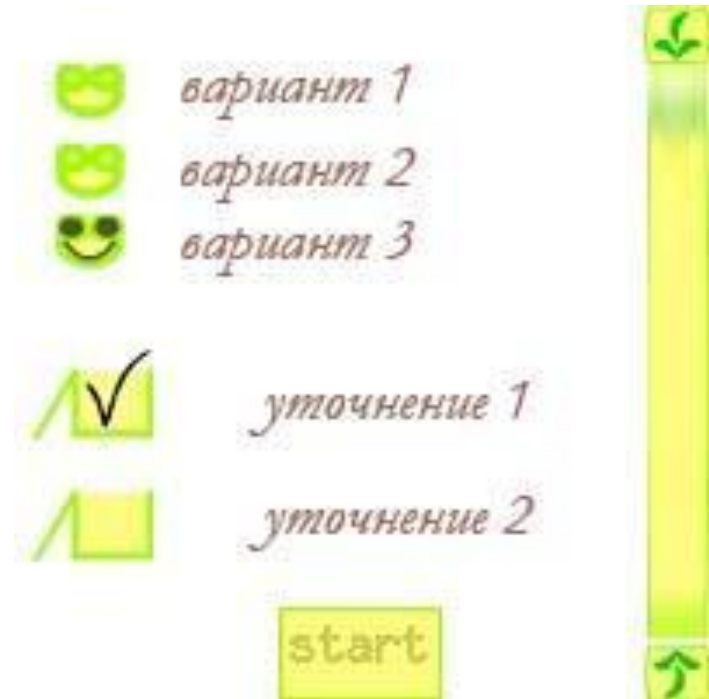 вариант 1
вариант 2
вариант 3
уточнение 1
уточнение 2
start